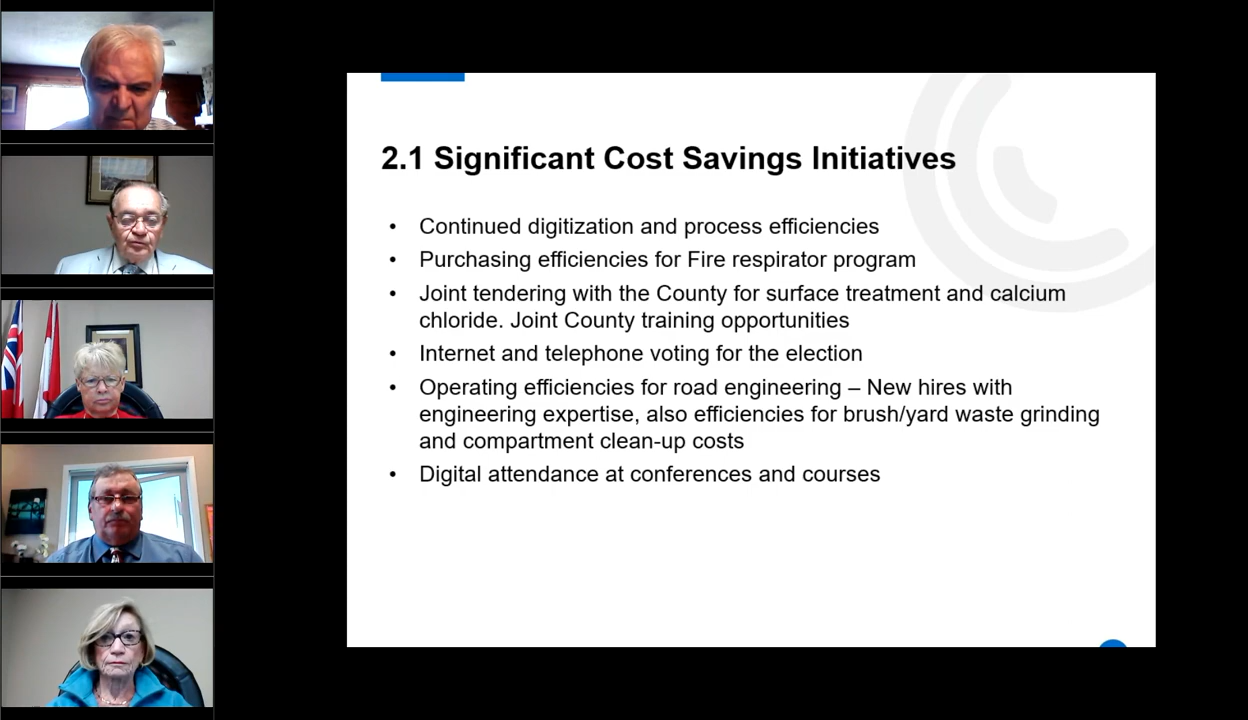 2.1 Significant Cost Savings Initiatives
• Continued digitization and process efficiencies
• Purchasing efficiencies for Fire respirator program
• Joint tendering with the County for surface treatment and calcium
chloride. Joint County training opportunities
• Internet and telephone voting for the election
• Operating efficiencies for road engineering – New hires with
engineering expertise, also efficiencies for brush/yard waste grinding
and compartment clean-up costs
• Digital attendance at conferences and courses